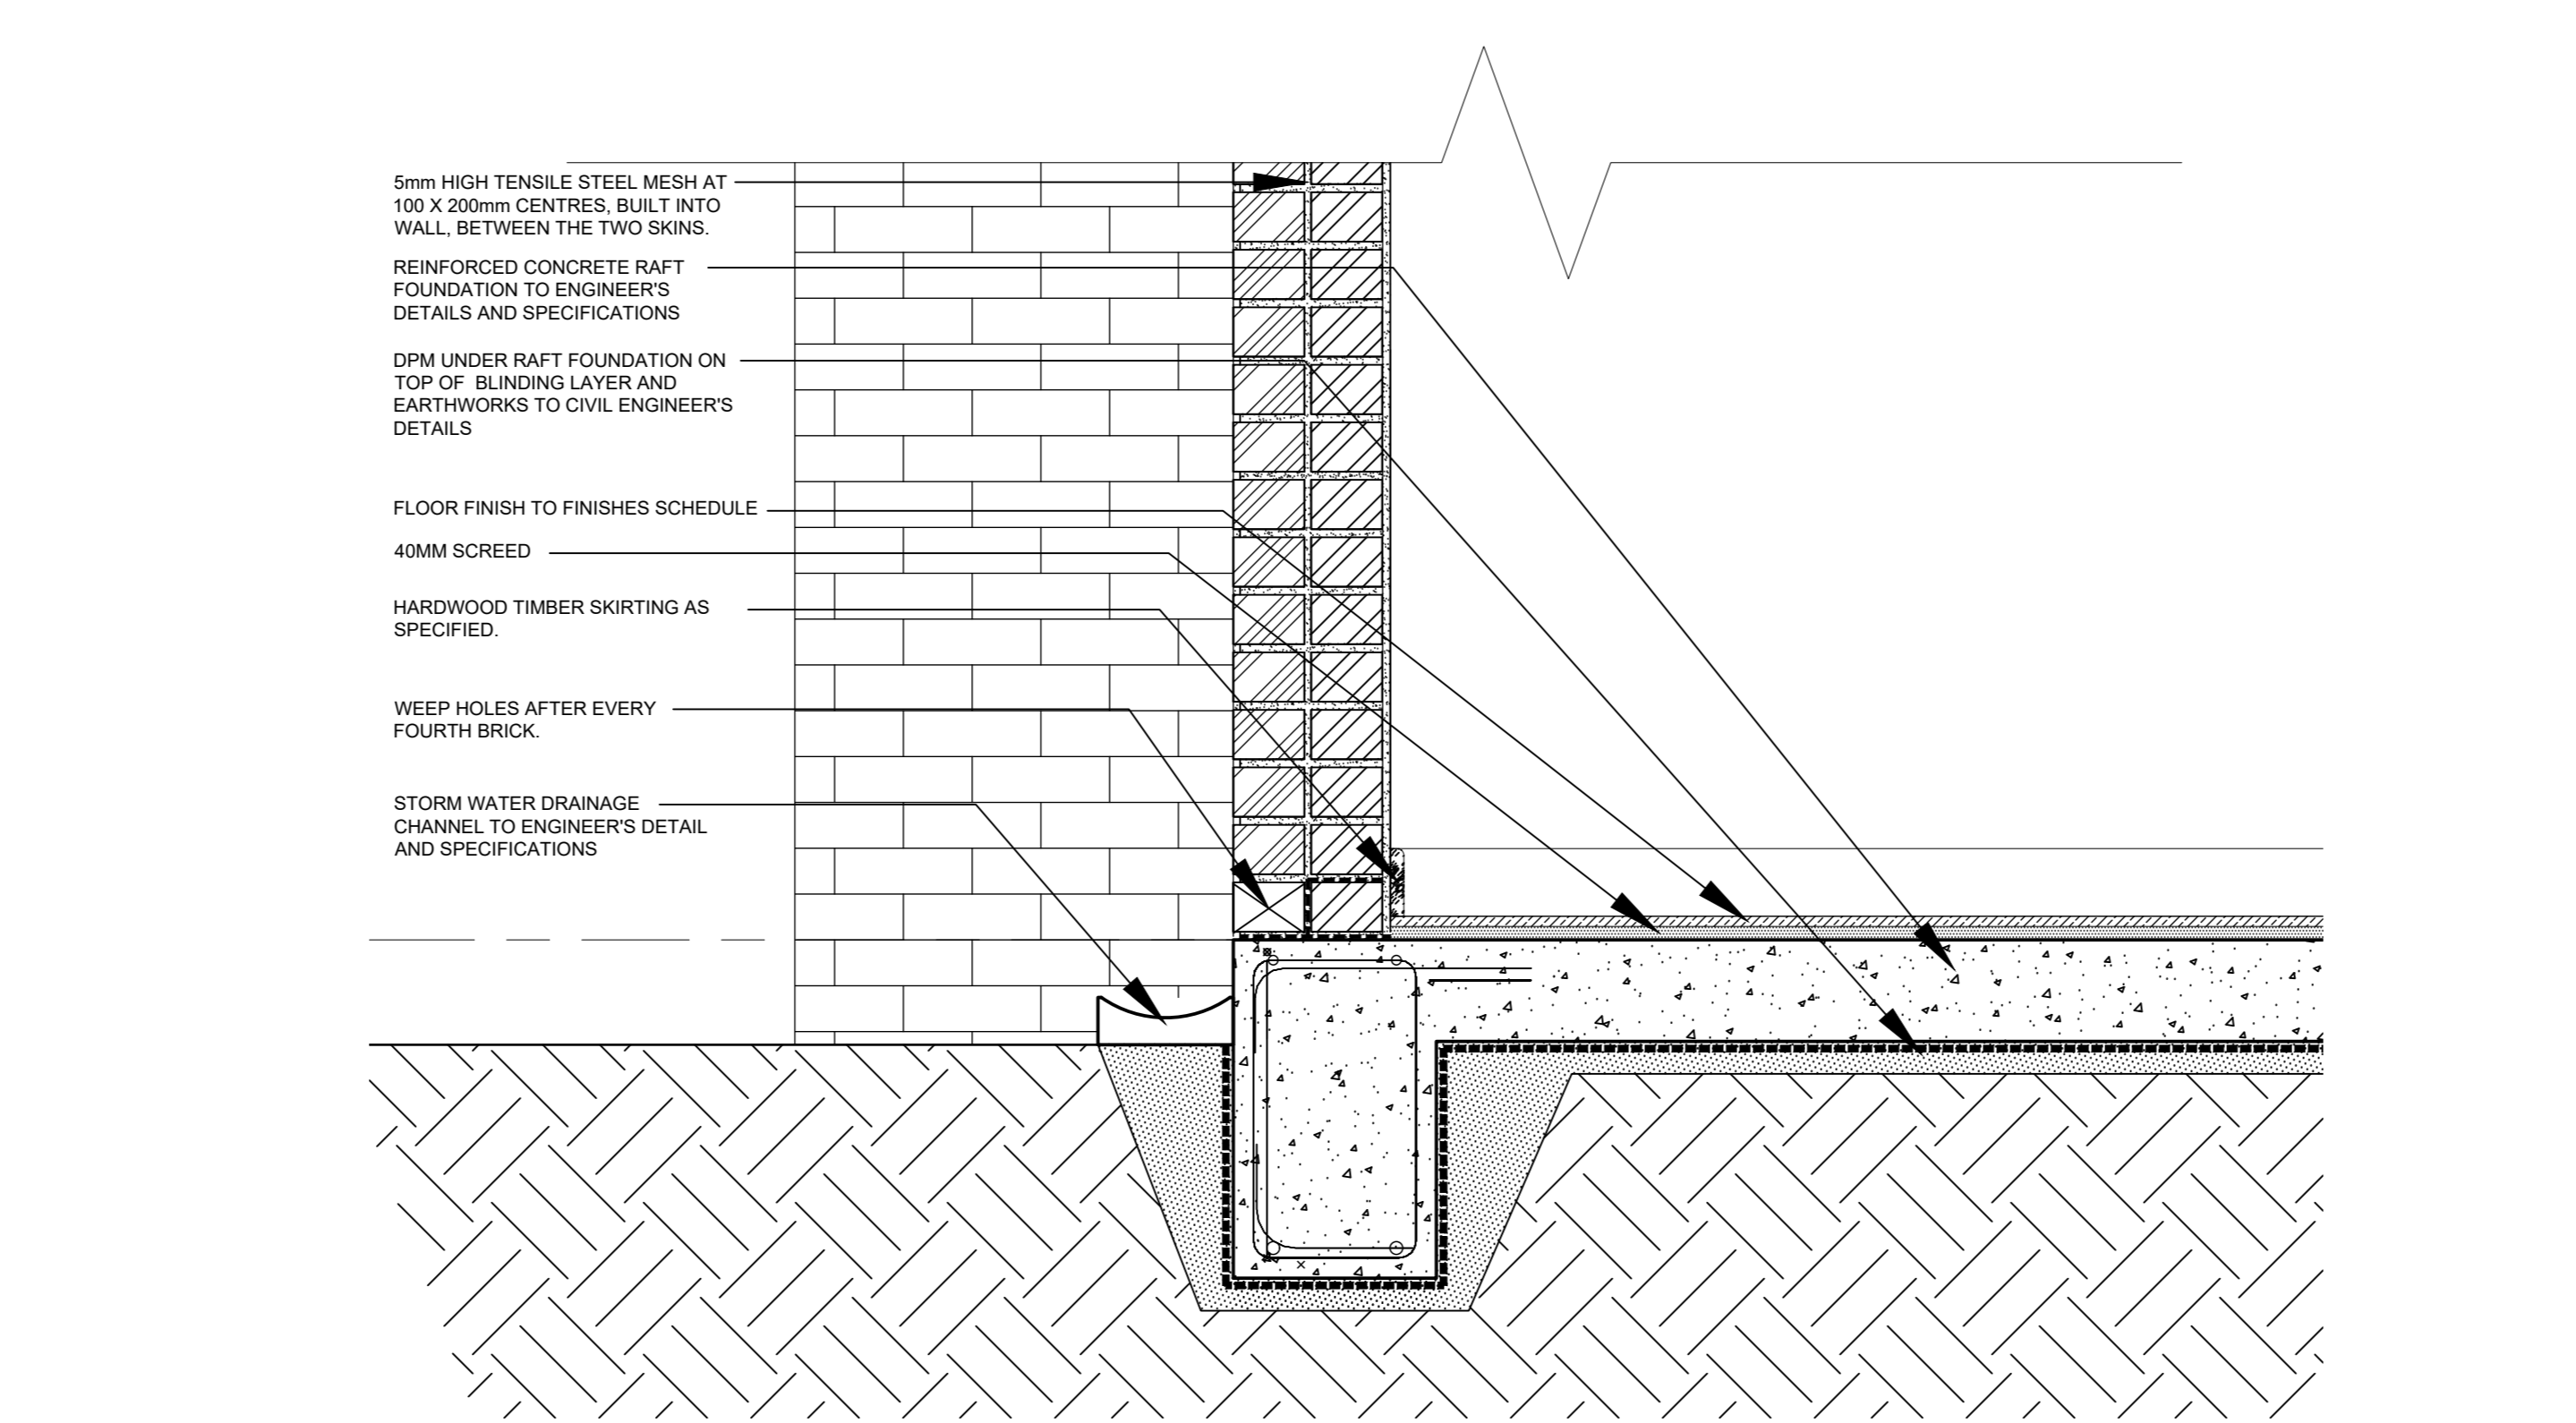 5mm HIGH TENSILE STEEL MESH AT
100 X 200mm CENTRES, BUILT INTO
WALL, BETWEEN THE TWO SKINS.
REINFORCED CONCRETE RAFT
FOUNDATION TO ENGINEER'S
DETAILS AND SPECIFICATIONS
DPM UNDER RAFT FOUNDATION ON
TOP OF  BLINDING LAYER AND
EARTHWORKS TO CIVIL ENGINEER'S
DETAILS
FLOOR FINISH TO FINISHES SCHEDULE
40MM SCREED
HARDWOOD TIMBER SKIRTING AS
SPECIFIED.
WEEP HOLES AFTER EVERY
FOURTH BRICK.
STORM WATER DRAINAGE
CHANNEL TO ENGINEER'S DETAIL
AND SPECIFICATIONS